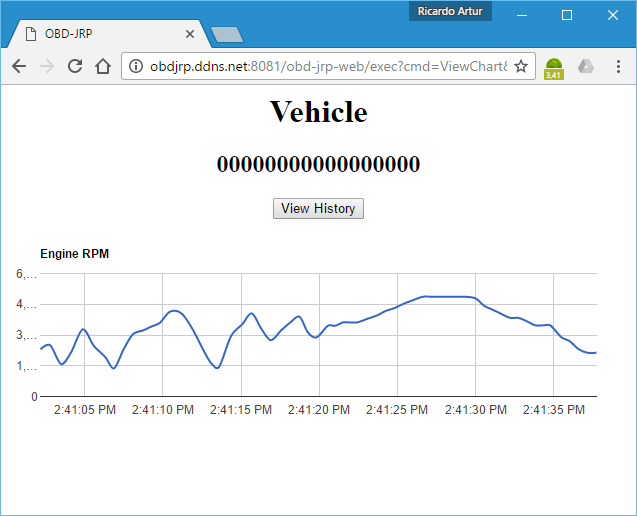 Ricardo Artur
OBD-JRP
obdjrp.ddns.net:8081/obd-jrp-web/exec?cmd=ViewChart&
3,41
Vehicle
00000000000000000
View History
Engine RPM
6,...
4,...
3,...
1,...
0
2:41:05 PM 2:41:10 PM 2:41:15 PM 2:41:20 PM 2:41:25 PM 2:41:30 PM 2:41:35 PM